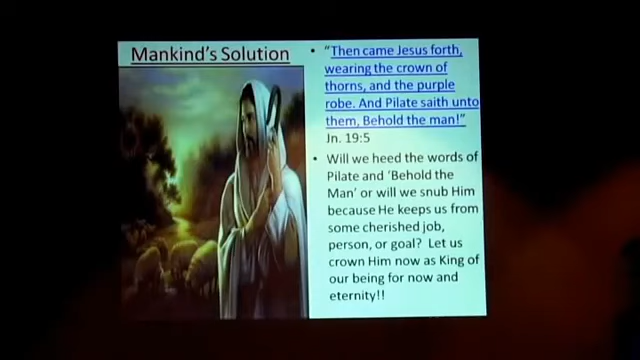 Mankind's Solution
• "Then came Jesus forth,
wearing the crown of
thorns, and the purple
robe. And Pilate saith unto
them, Behold the man!"
Jn. 19:5
• Will we heed the words of
Pilate and 'Behold the
Man' or will we snub Him
because He keeps us from
some cherished job,
person, or goal? Let us
crown Him now as King of
our being for now and
eternity!!